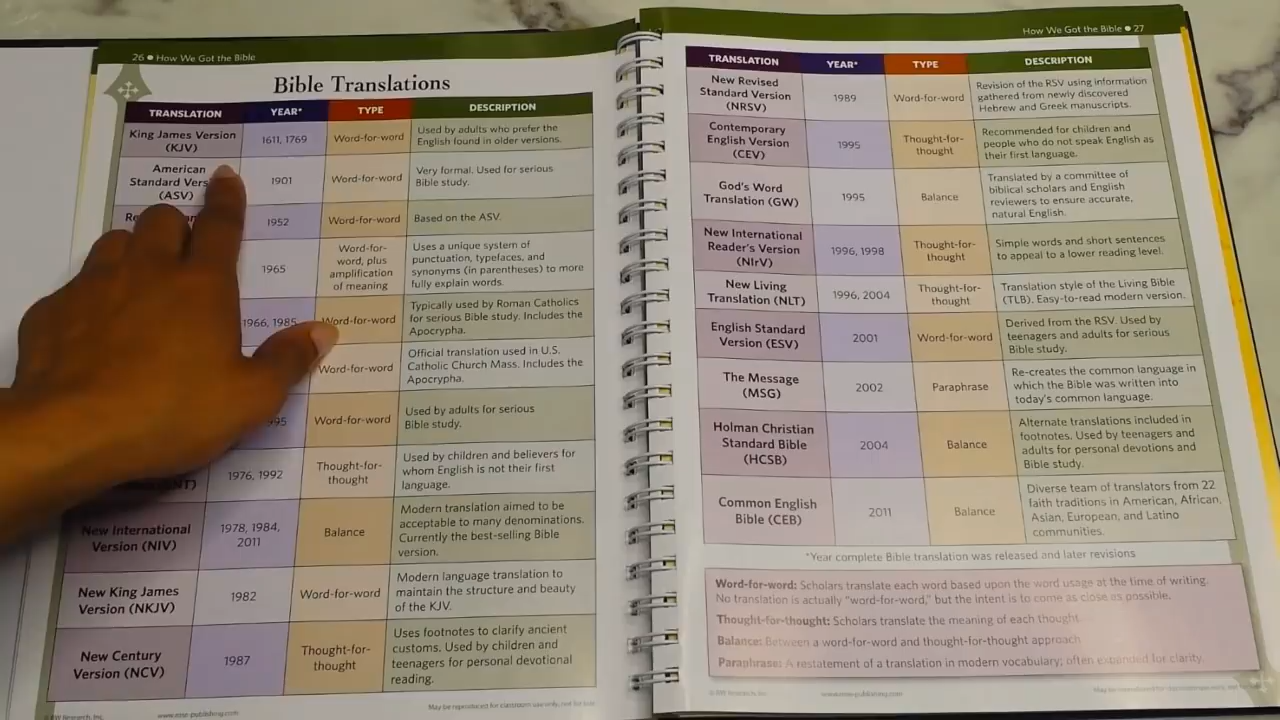 26 ● How We Got the Bible
Bible Translations
TRANSLATION YEAR* TYPE DESCRIPTION
King James Version
(KJV)
1611, 1769
Word-for-word
Used by adults who prefer the
English found in older versions.
American
Standard Vers
(ASV)
1901
Word-for-word
Very formal. Used for serious
Bible study.
1952
Word-for-word
Based on the ASV.
1965
Word-for-
word, plus
amplification
of meaning
Uses a unique system of
punctuation, typefaces, and
synonyms (in parentheses) to more
fully explain words.
1966, 1985
Word-for-word
Typically used by Roman Catholics
for serious Bible study. Includes the
Apocrypha.
Word-for-word
Official translation used in U.S.
Catholic Church Mass. Includes the
Apocrypha.
Word-for-word
Used by adults for serious
Bible study.
1976, 1992
Thought-for-
thought
Used by children and believers for
whom English is not their first
language.
New International
Version (NIV)
1978, 1984,
2011
Balance
Modern translation aimed to be
acceptable to many denominations.
Currently the best-selling Bible
version.
New King James
Version (NKJV)
1982
Word-for-word
Modern language translation to
maintain the structure and beauty
of the KJV.
New Century
Version (NCV)
1987
Thought-for-
thought
Uses footnotes to clarify ancient
customs. Used by children and
teenagers for personal devotional
reading.
www.rose-publishing.com
May be reproduced for classroom use only, not for
How We Got the Bible ● 27
TRANSLATION YEAR* TYPE DESCRIPTION
New Revised
Standard Version
(NRSV)
1989
Word-for-word
Revision of the RSV using information
gathered from newly discovered
Hebrew and Greek manuscripts.
Contemporary
English Version
(CEV)
1995
Thought-for-
thought
Recommended for children and
people who do not speak English as
their first language.
God's Word
Translation (GW)
1995
Balance
Translated by a committee of
biblical scholars and English
reviewers to ensure accurate,
natural English.
New International
Reader's Version
(NIrV)
1996, 1998
Thought-for-
thought
Simple words and short sentences
to appeal to a lower reading level.
New Living
Translation (NLT)
1996, 2004
Thought-for-
thought
Translation style of the Living Bible
(TLB). Easy-to-read modern version.
English Standard
Version (ESV)
2001
Word-for-word
Derived from the RSV. Used by
teenagers and adults for serious
Bible study.
The Message
(MSG)
2002
Paraphrase
Re-creates the common language in
which the Bible was written into
today's common language.
Holman Christian
Standard Bible
(HCSB)
2004
Balance
Alternate translations included in
footnotes. Used by teenagers and
adults for personal devotions and
Bible study.
Common English
Bible (CEB)
2011
Balance
Diverse team of translators from 22
faith traditions in American, African,
Asian, European, and Latino
communities.
*Year complete Bible translation was released and later revisions
Word-for-word: Scholars translate each word based upon the word usage at the time of writing.
No translation is actually "word-for-word," but the intent is to come as close as possible.
Thought-for-thought: Scholars translate the meaning of each thought.
Balance: Between a word-for-word and thought-for-thought approach
Paraphrase: A restatement of a translation in modern vocabulary; often expanded for clarity.
www.rose-publishing.com